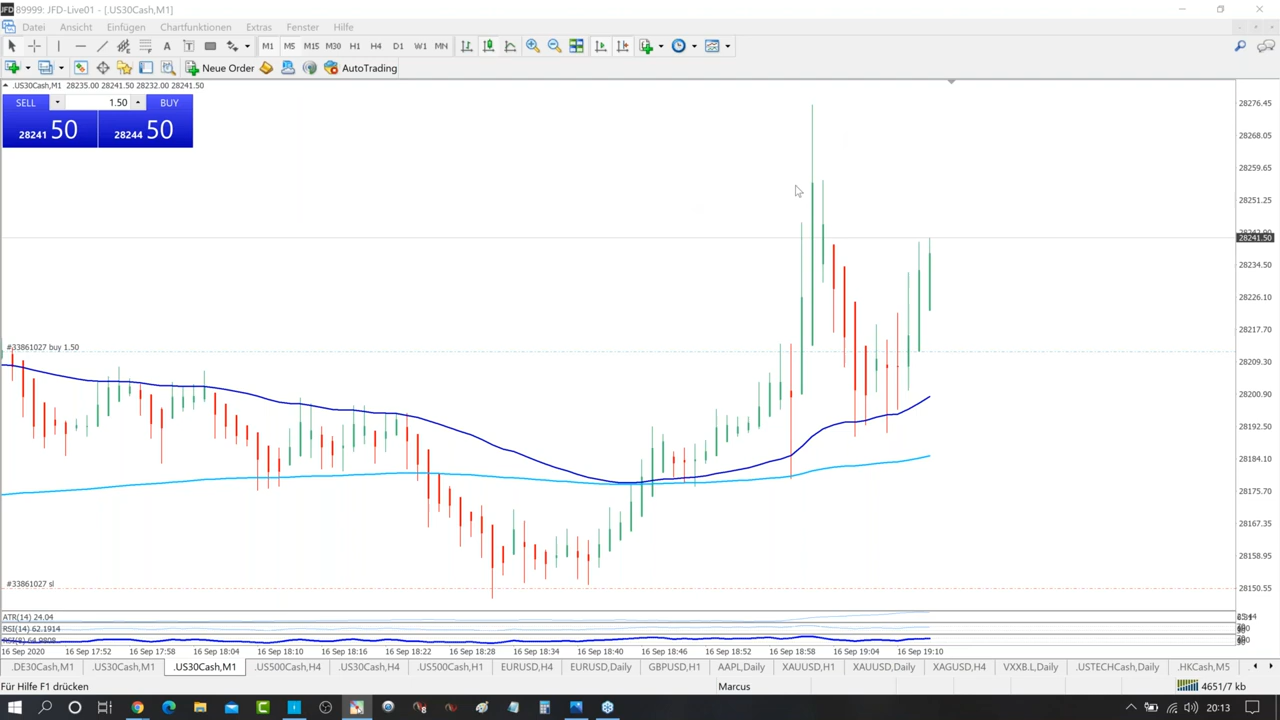 89999: JFD-Live01 - [.US30Cash,M1]
Datei Ansicht Einfügen Chartfunktionen Extras Fenster Hilfe
M1 M5 M15 M30 H1 H4 D1 W1 MN
New Order AutoTrading
.US30Cash,M1 28235.00 28241.50 28232.00 28241.50
SELL 1.50 BUY
28241 50 28244 50
28276.45
28268.05
28259.65
28251.25
28241.50
28234.50
28226.10
28217.70
#33861027 buy 1.50
28209.30
28200.90
28192.50
28184.10
28175.70
28167.35
28158.95
#33861027 sl
28150.55
ATR(14) 24.04
RSI(14) 62.1914
16 Sep 2020 16 Sep 17:52 16 Sep 17:58 16 Sep 18:04 16 Sep 18:10 16 Sep 18:16 16 Sep 18:22 16 Sep 18:28 16 Sep 18:34 16 Sep 18:40 16 Sep 18:46 16 Sep 18:52 16 Sep 18:58 16 Sep 19:04 16 Sep 19:10
.DE30Cash,M1 .US30Cash,M1 .US30Cash,M1 .US500Cash,H4 .US30Cash,H4 .US500Cash,H1 EURUSD,H4 EURUSD,Daily GBPUSD,H1 AAPL,Daily XAUUSD,H1 XAUUSD,Daily XAGUSD,H4 VXXB.L,Daily .USTECHCash,Daily .HKCash,M5
Für Hilfe F1 drücken Marcus 4651/7 kb
20:13